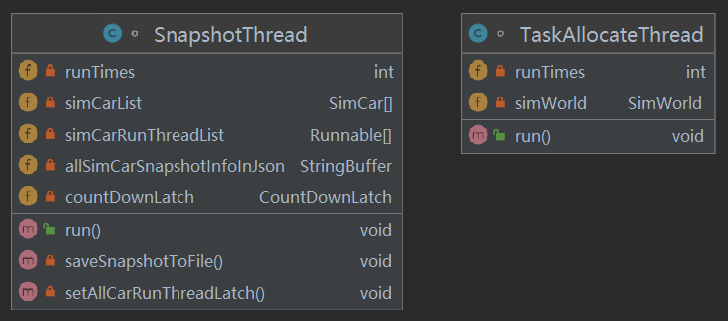 SnapshotThread
runTimes int
simCarList SimCar[]
simCarRunThreadList Runnable[]
allSimCarSnapshotInfoInJson StringBuffer
countDownLatch CountDownLatch
run() void
saveSnapshotToFile() void
setAllCarRunThreadLatch() void
TaskAllocateThread
runTimes int
simWorld SimWorld
run() void